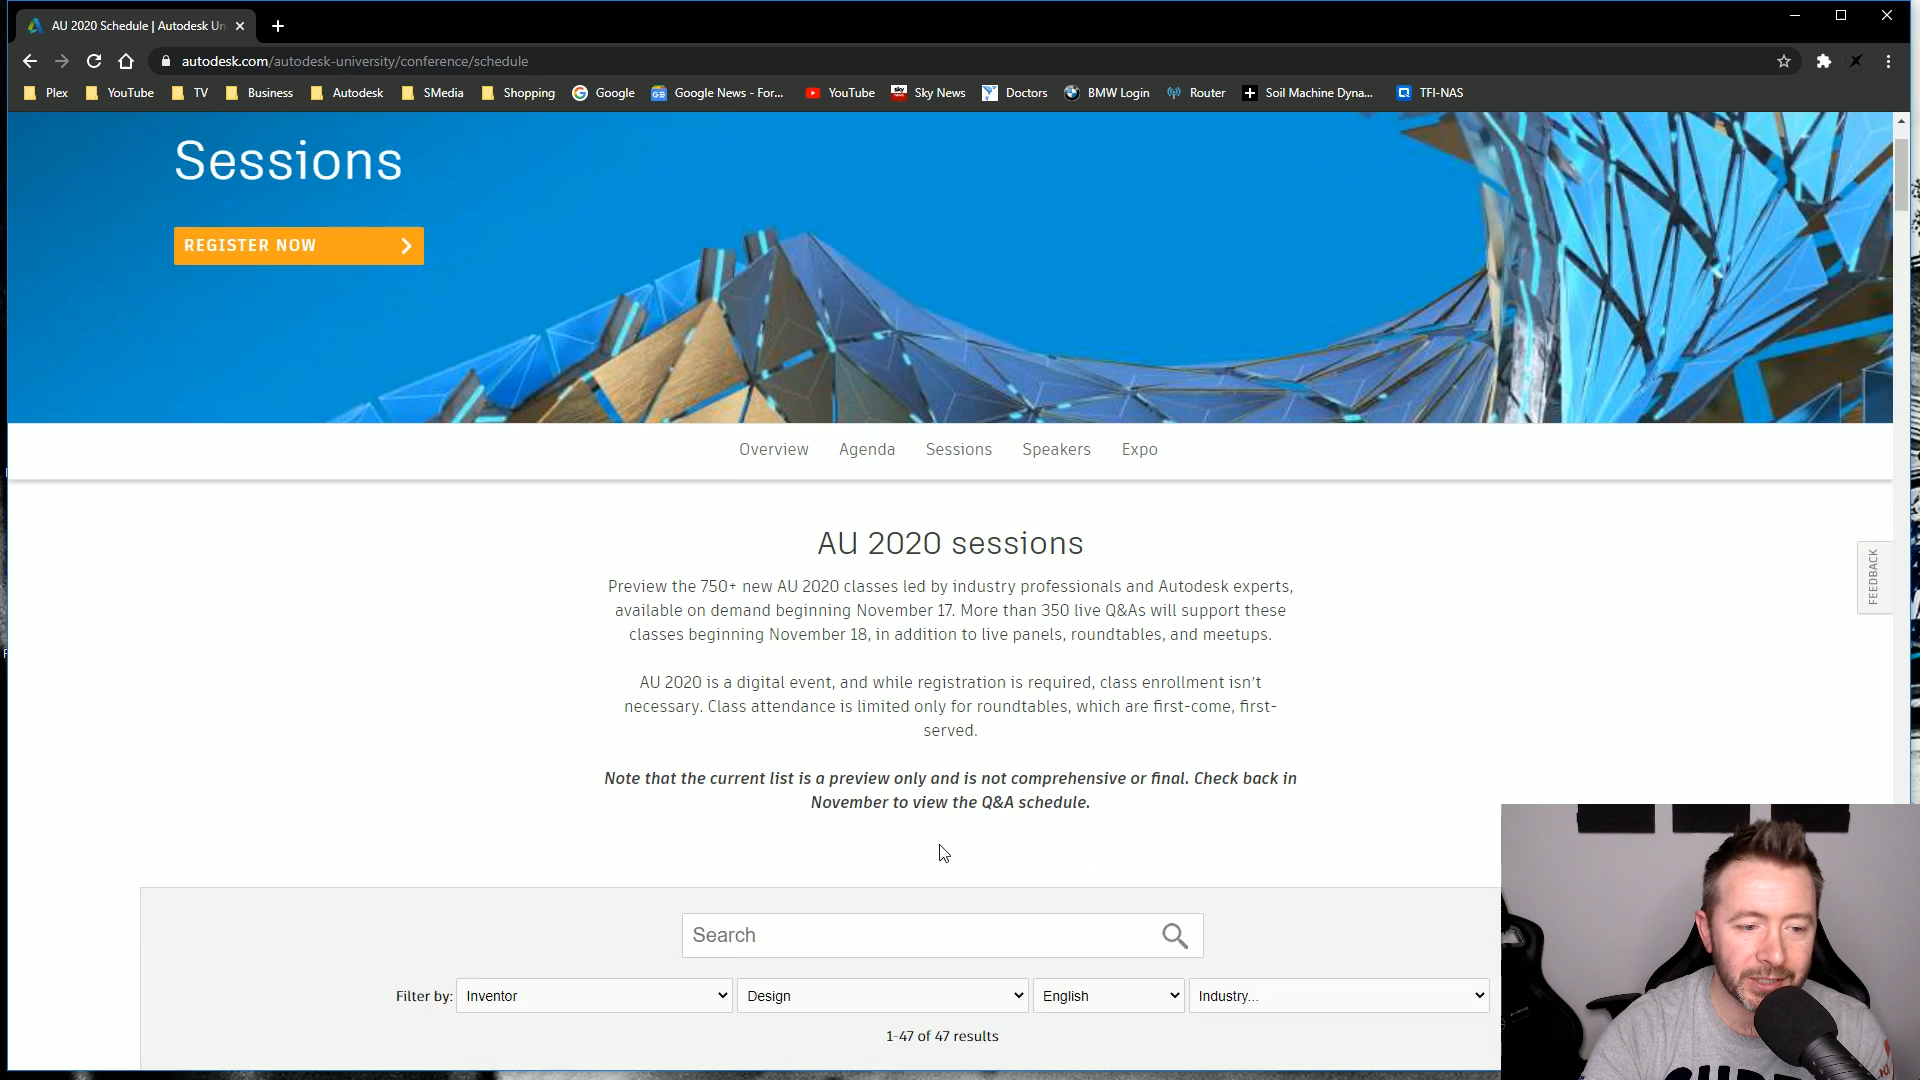 AU 2020 Schedule | Autodesk Un
autodesk.com/autodesk-university/conference/schedule
Plex YouTube TV Business Autodesk SMedia Shopping Google Google News - For... YouTube Sky News Doctors BMW Login Router Soil Machine Dyna... TFI-NAS
Sessions
REGISTER NOW
Overview Agenda Sessions Speakers Expo
AU 2020 sessions
Preview the 750+ new AU 2020 classes led by industry professionals and Autodesk experts,
available on demand beginning November 17. More than 350 live Q&As will support these
classes beginning November 18, in addition to live panels, roundtables, and meetups.
AU 2020 is a digital event, and while registration is required, class enrollment isn't
necessary. Class attendance is limited only for roundtables, which are first-come, first-
served.
Note that the current list is a preview only and is not comprehensive or final. Check back in
November to view the Q&A schedule.
FEEDBACK
Search
Filter by: Inventor Design English Industry...
1-47 of 47 results